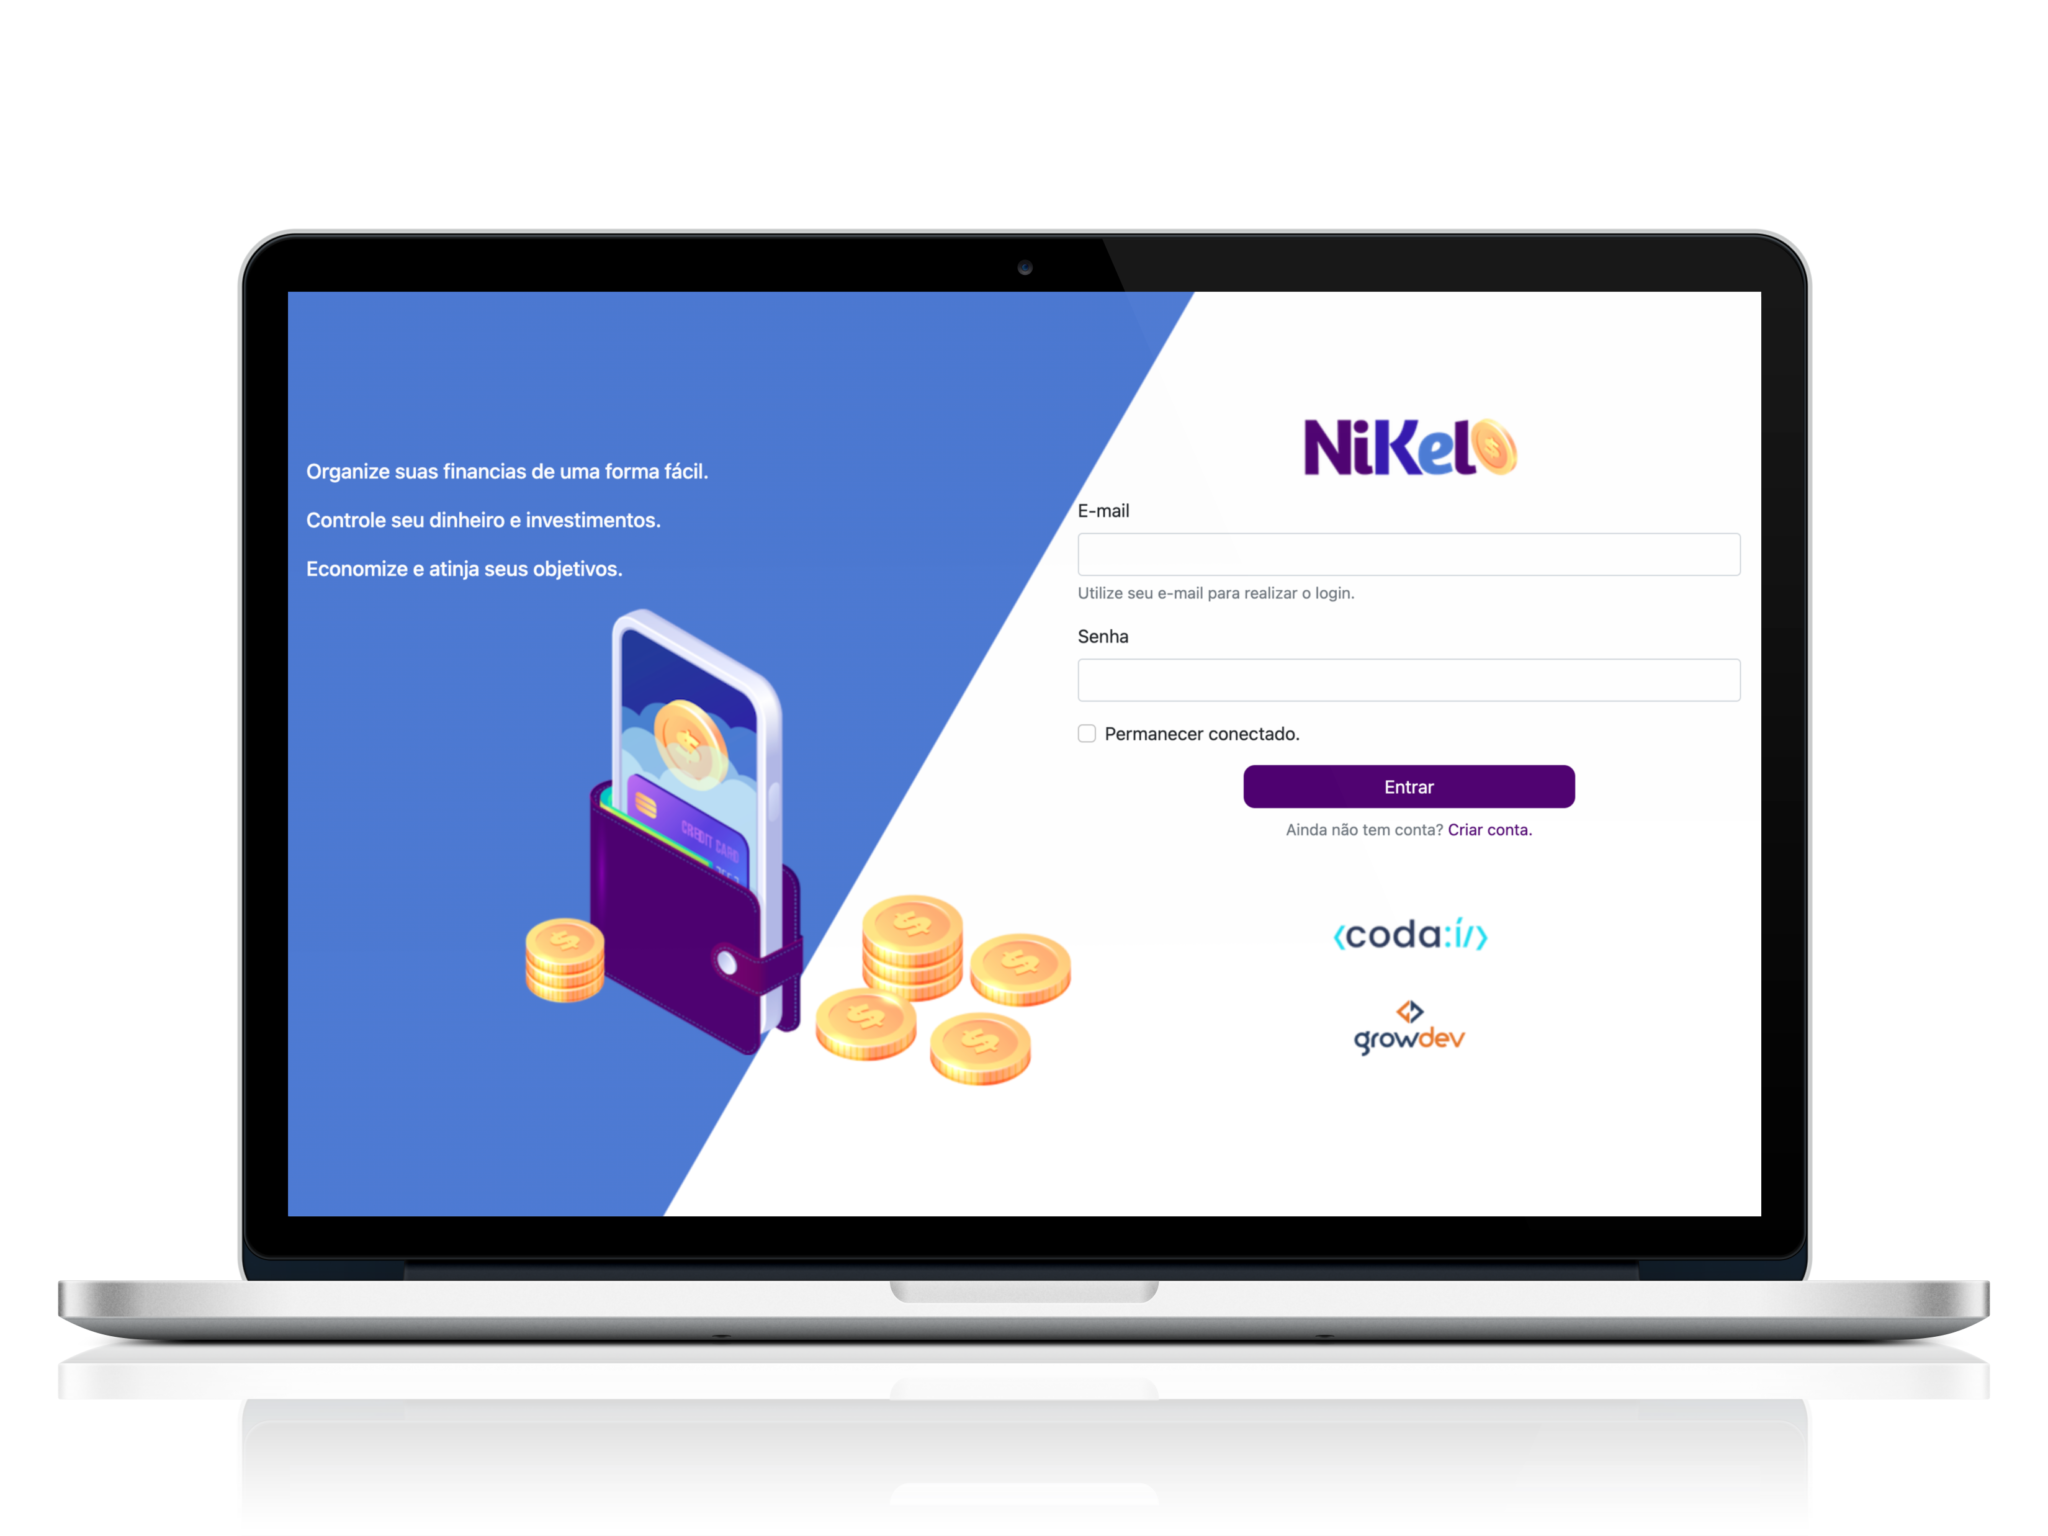 Organize suas financias de uma forma fácil.
Controle seu dinheiro e investimentos.
Economize e atinja seus objetivos.
CREDIT CARD
NiKel
E-mail
Utilize seu e-mail para realizar o login.
Senha
Permanecer conectado.
Entrar
Ainda não tem conta? Criar conta.
<coda:í/>
growdev